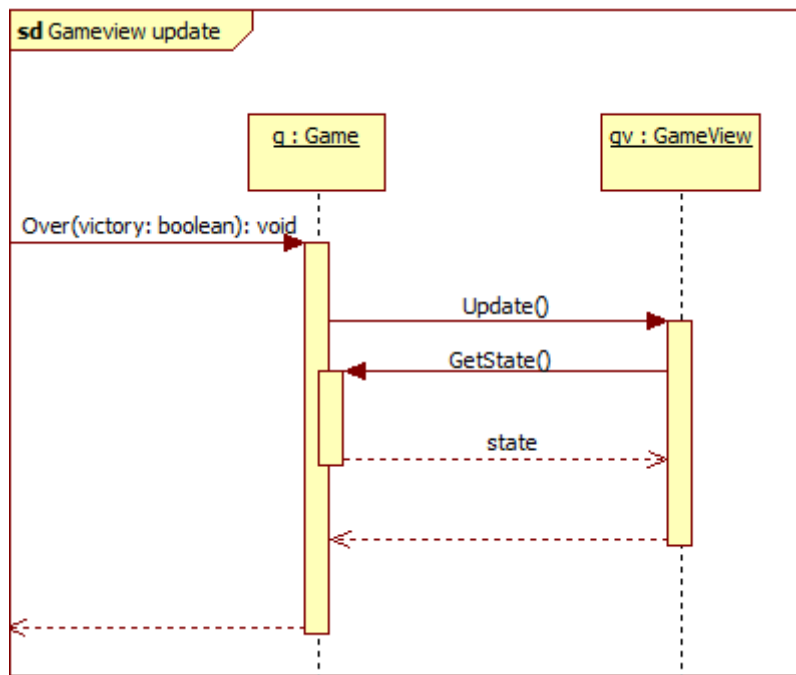 sd Gameview update
g : Game
gv : GameView
Over(victory: boolean): void
Update()
GetState()
state